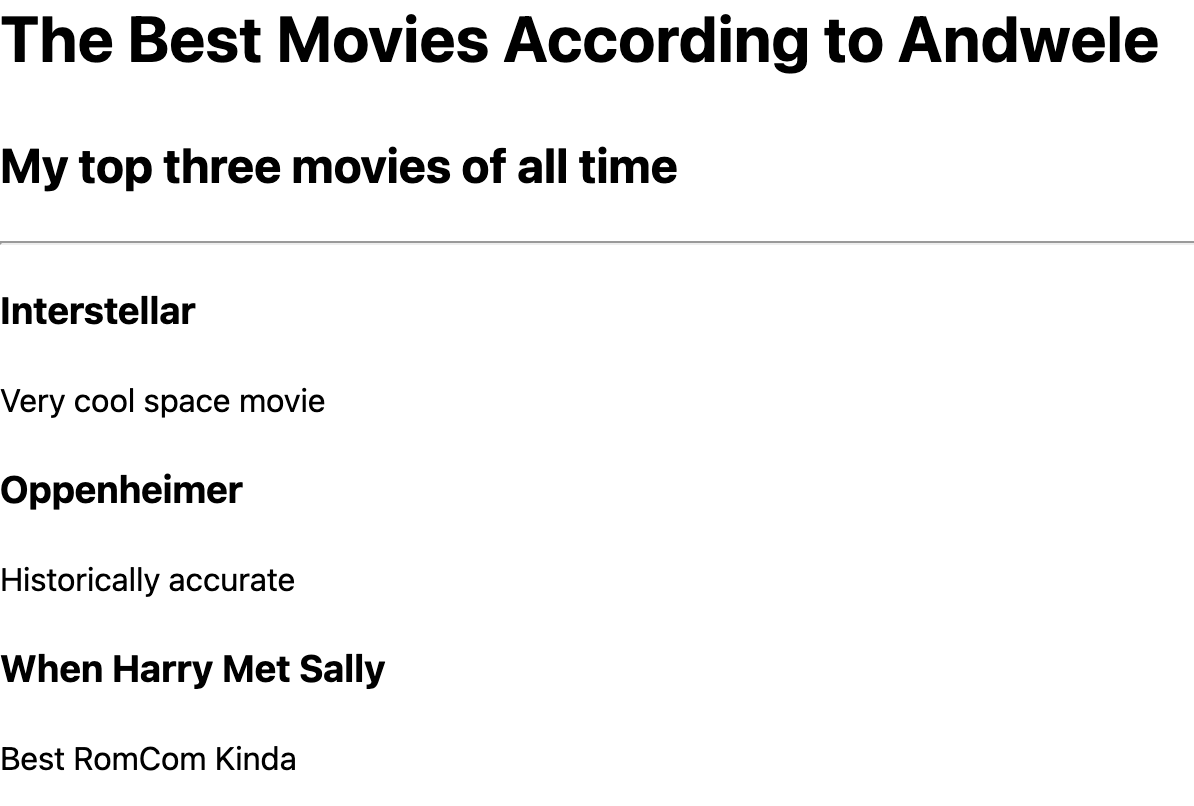 The Best Movies According to Andwele
My top three movies of all time
Interstellar
Very cool space movie
Oppenheimer
Historically accurate
When Harry Met Sally
Best RomCom Kinda